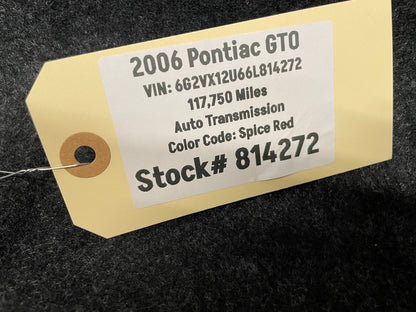 2006 Pontiac GTO
VIN: 6G2VX12U66L814272
117,750 Miles
Auto Transmission
Color Code: Spice Red
Stock# 814272